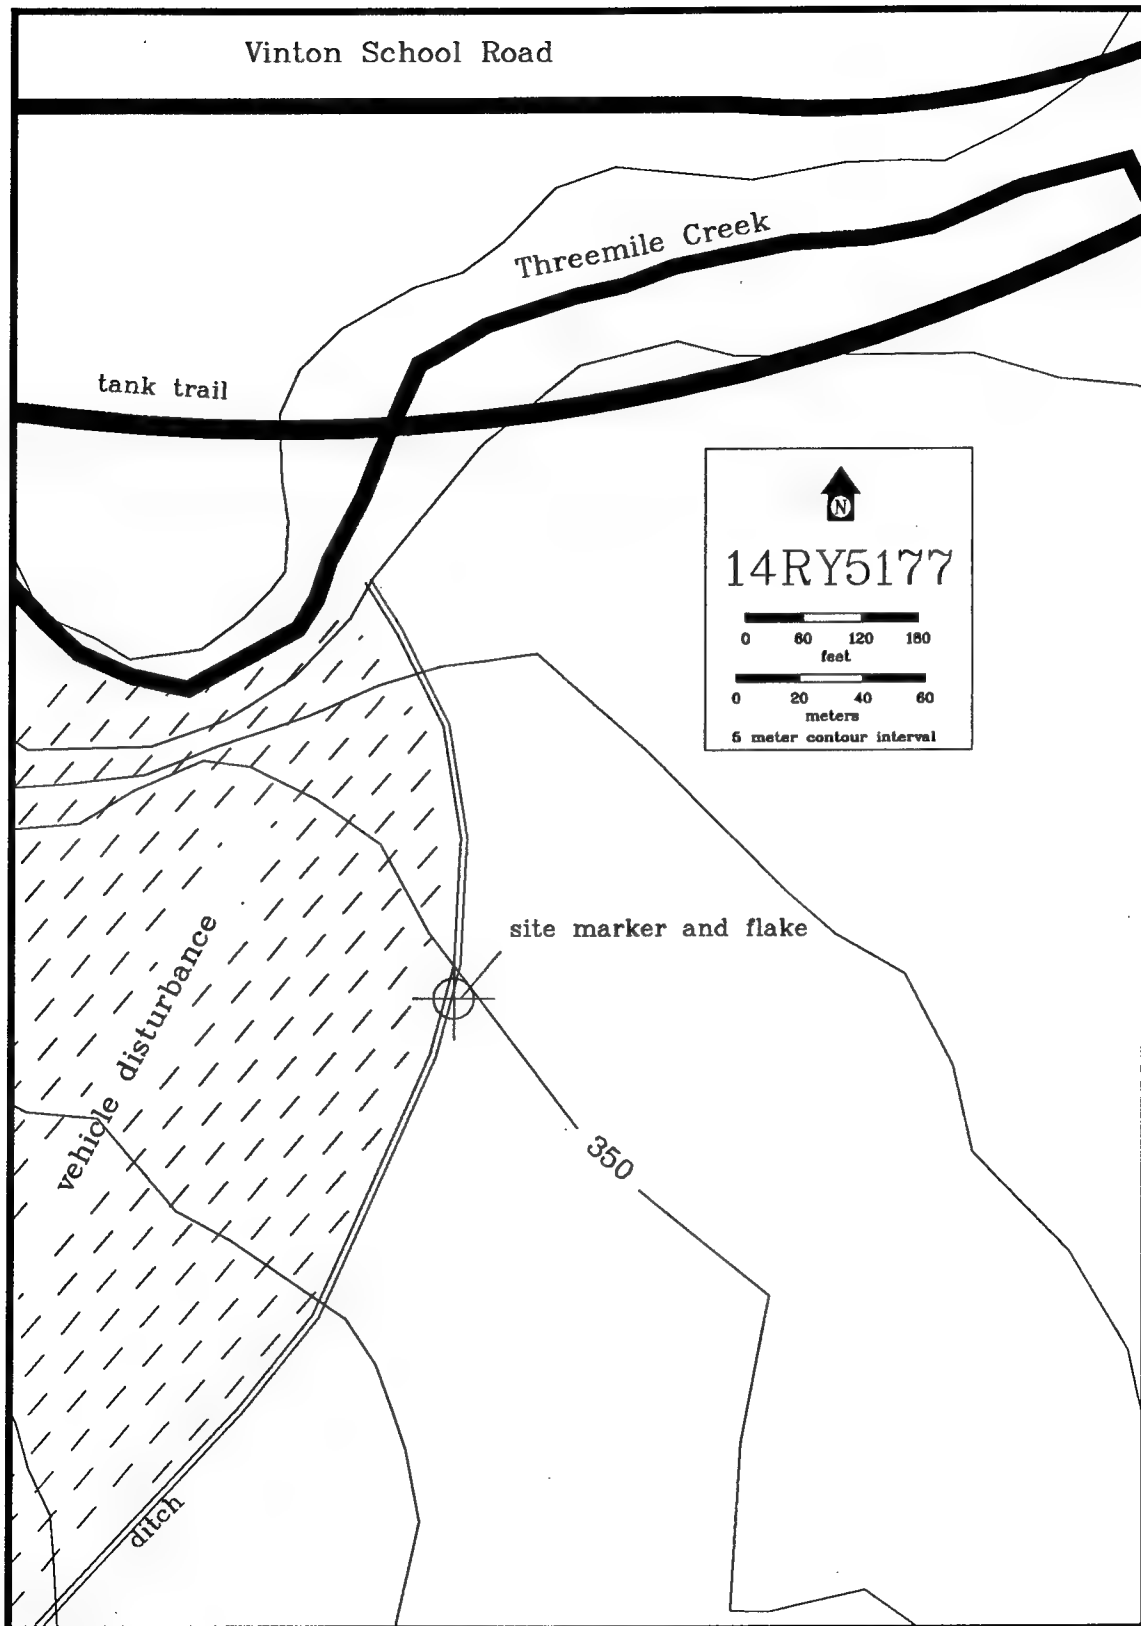 Vinton School Road
Threemile Creek
tank trail
N
14RY5177
0 60 120 180
feet
0 20 40 60
meters
5 meter contour interval
site marker and flake
vehicle disturbance
350
ditch